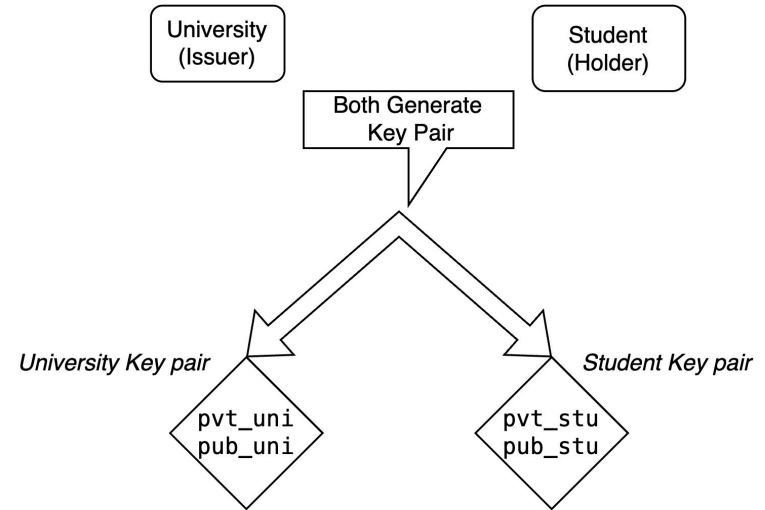 University
(Issuer)
Student
(Holder)
Both Generate
Key Pair
University Key pair
Student Key pair
pvt_uni
pub_uni
pvt_stu
pub_stu